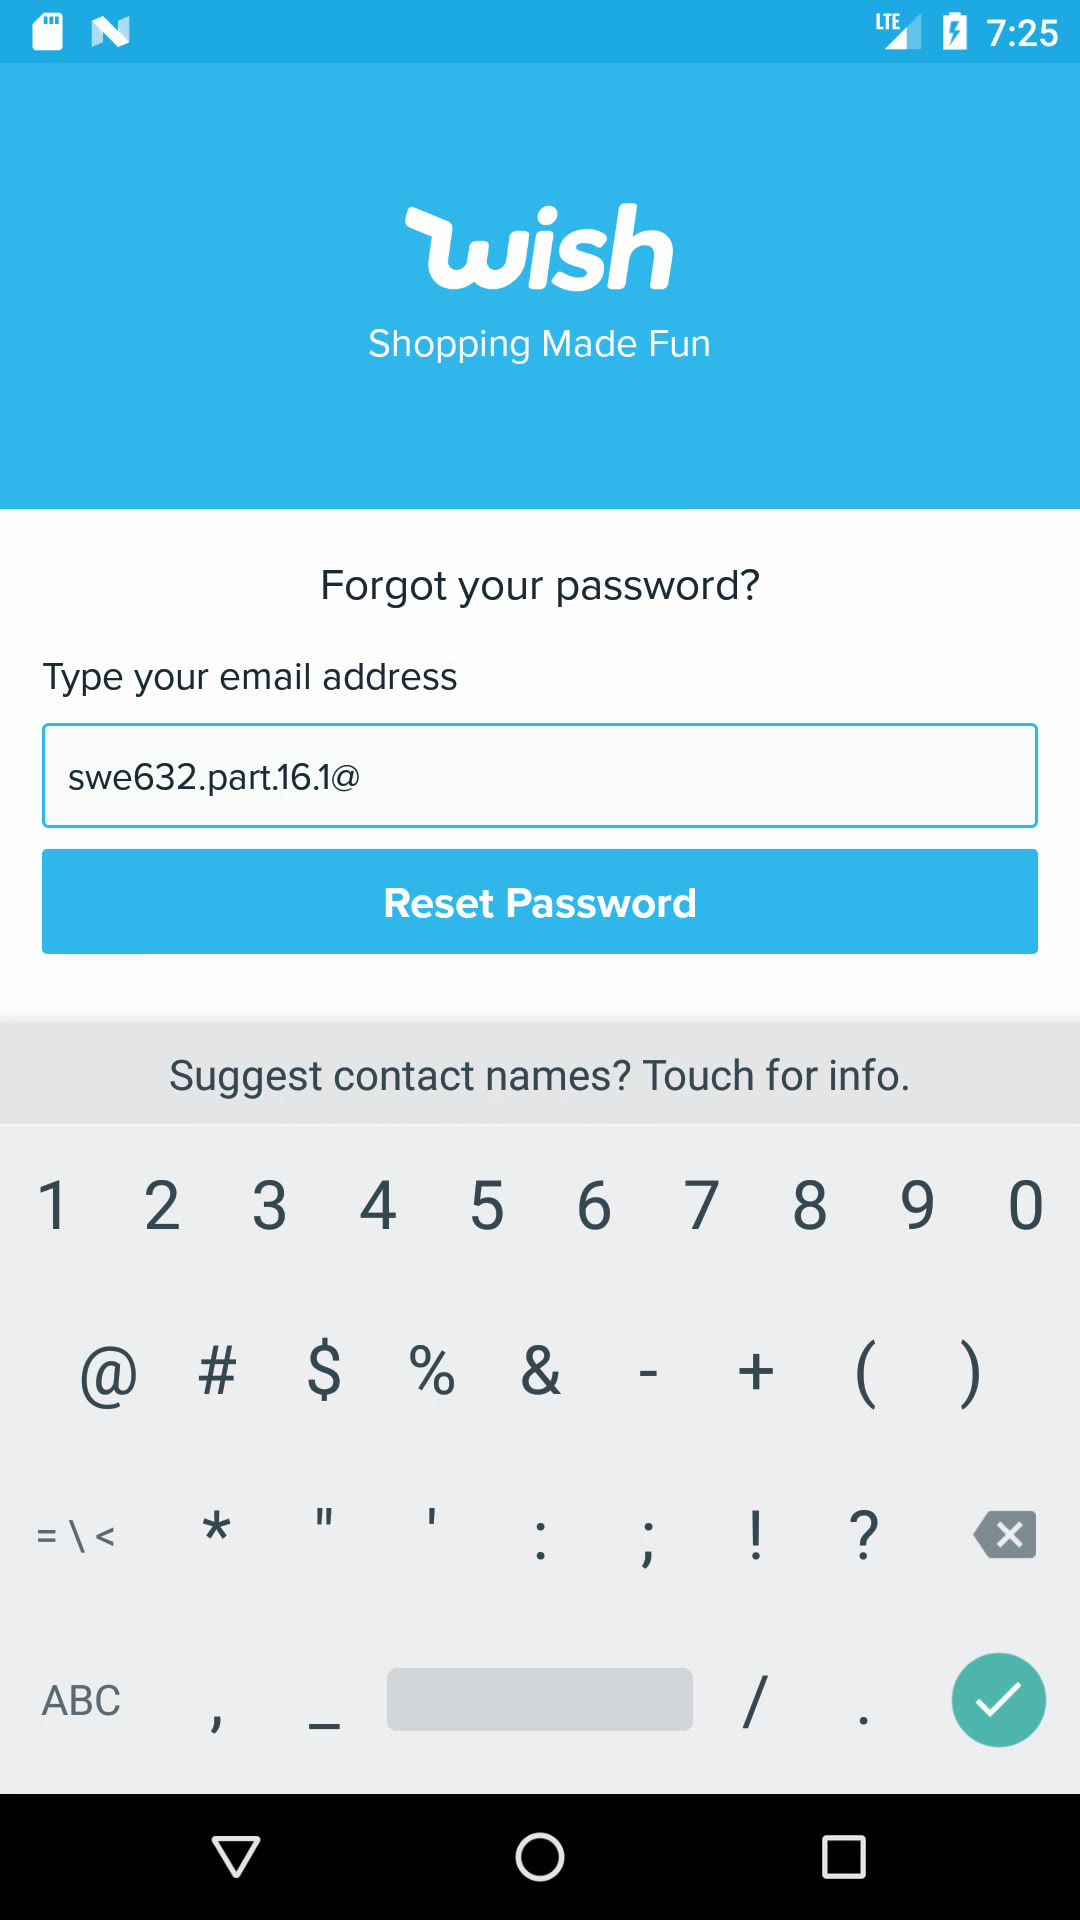 LTE 7:25
wish
Shopping Made Fun
Forgot your password?
Type your email address
swe632.part.16.1@
Reset Password
Suggest contact names? Touch for info.
1 2 3 4 5 6 7 8 9 0
@ # $ % & - + ( )
= \ < * " ' : ; ! ?
ABC , _ / .